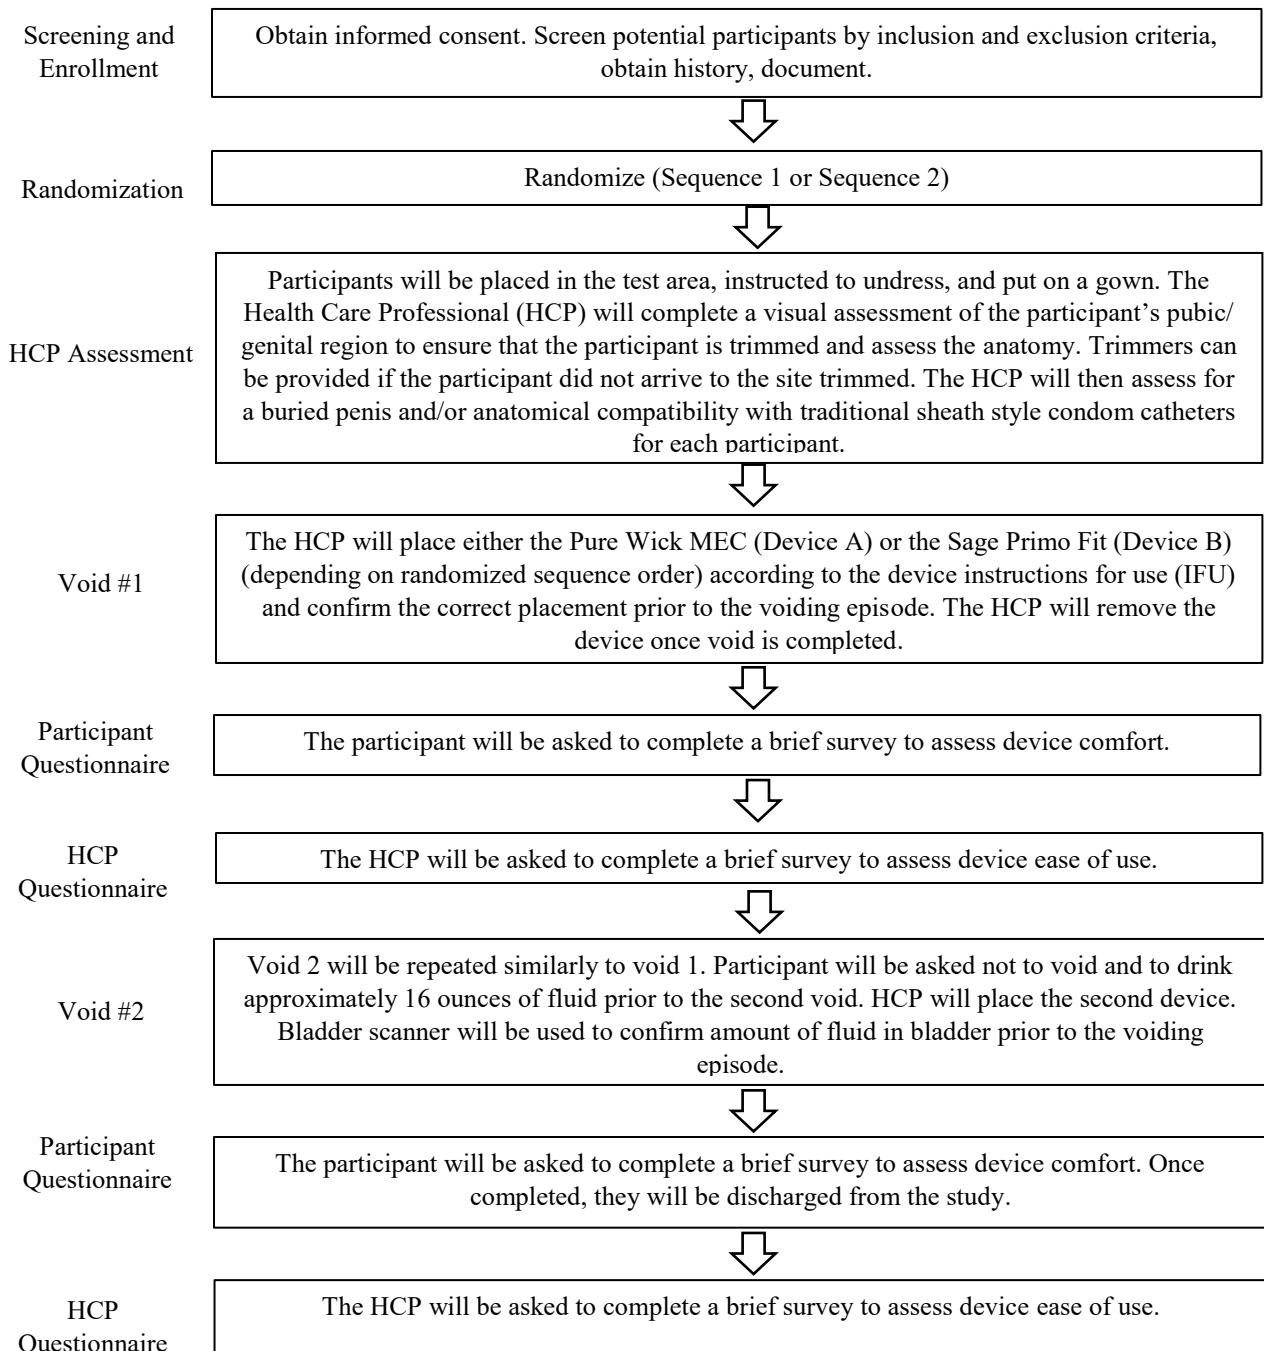 Screening and
Enrollment
Obtain informed consent. Screen potential participants by inclusion and exclusion criteria,
obtain history, document.
Randomization
Randomize (Sequence 1 or Sequence 2)
HCP Assessment
Participants will be placed in the test area, instructed to undress, and put on a gown. The
Health Care Professional (HCP) will complete a visual assessment of the participant’s pubic/
genital region to ensure that the participant is trimmed and assess the anatomy. Trimmers can
be provided if the participant did not arrive to the site trimmed. The HCP will then assess for
a buried penis and/or anatomical compatibility with traditional sheath style condom catheters
for each participant.
Void #1
The HCP will place either the Pure Wick MEC (Device A) or the Sage Primo Fit (Device B)
(depending on randomized sequence order) according to the device instructions for use (IFU)
and confirm the correct placement prior to the voiding episode. The HCP will remove the
device once void is completed.
Participant
Questionnaire
The participant will be asked to complete a brief survey to assess device comfort.
HCP
Questionnaire
The HCP will be asked to complete a brief survey to assess device ease of use.
Void #2
Void 2 will be repeated similarly to void 1. Participant will be asked not to void and to drink
approximately 16 ounces of fluid prior to the second void. HCP will place the second device.
Bladder scanner will be used to confirm amount of fluid in bladder prior to the voiding
episode.
Participant
Questionnaire
The participant will be asked to complete a brief survey to assess device comfort. Once
completed, they will be discharged from the study.
HCP
Questionnaire
The HCP will be asked to complete a brief survey to assess device ease of use.